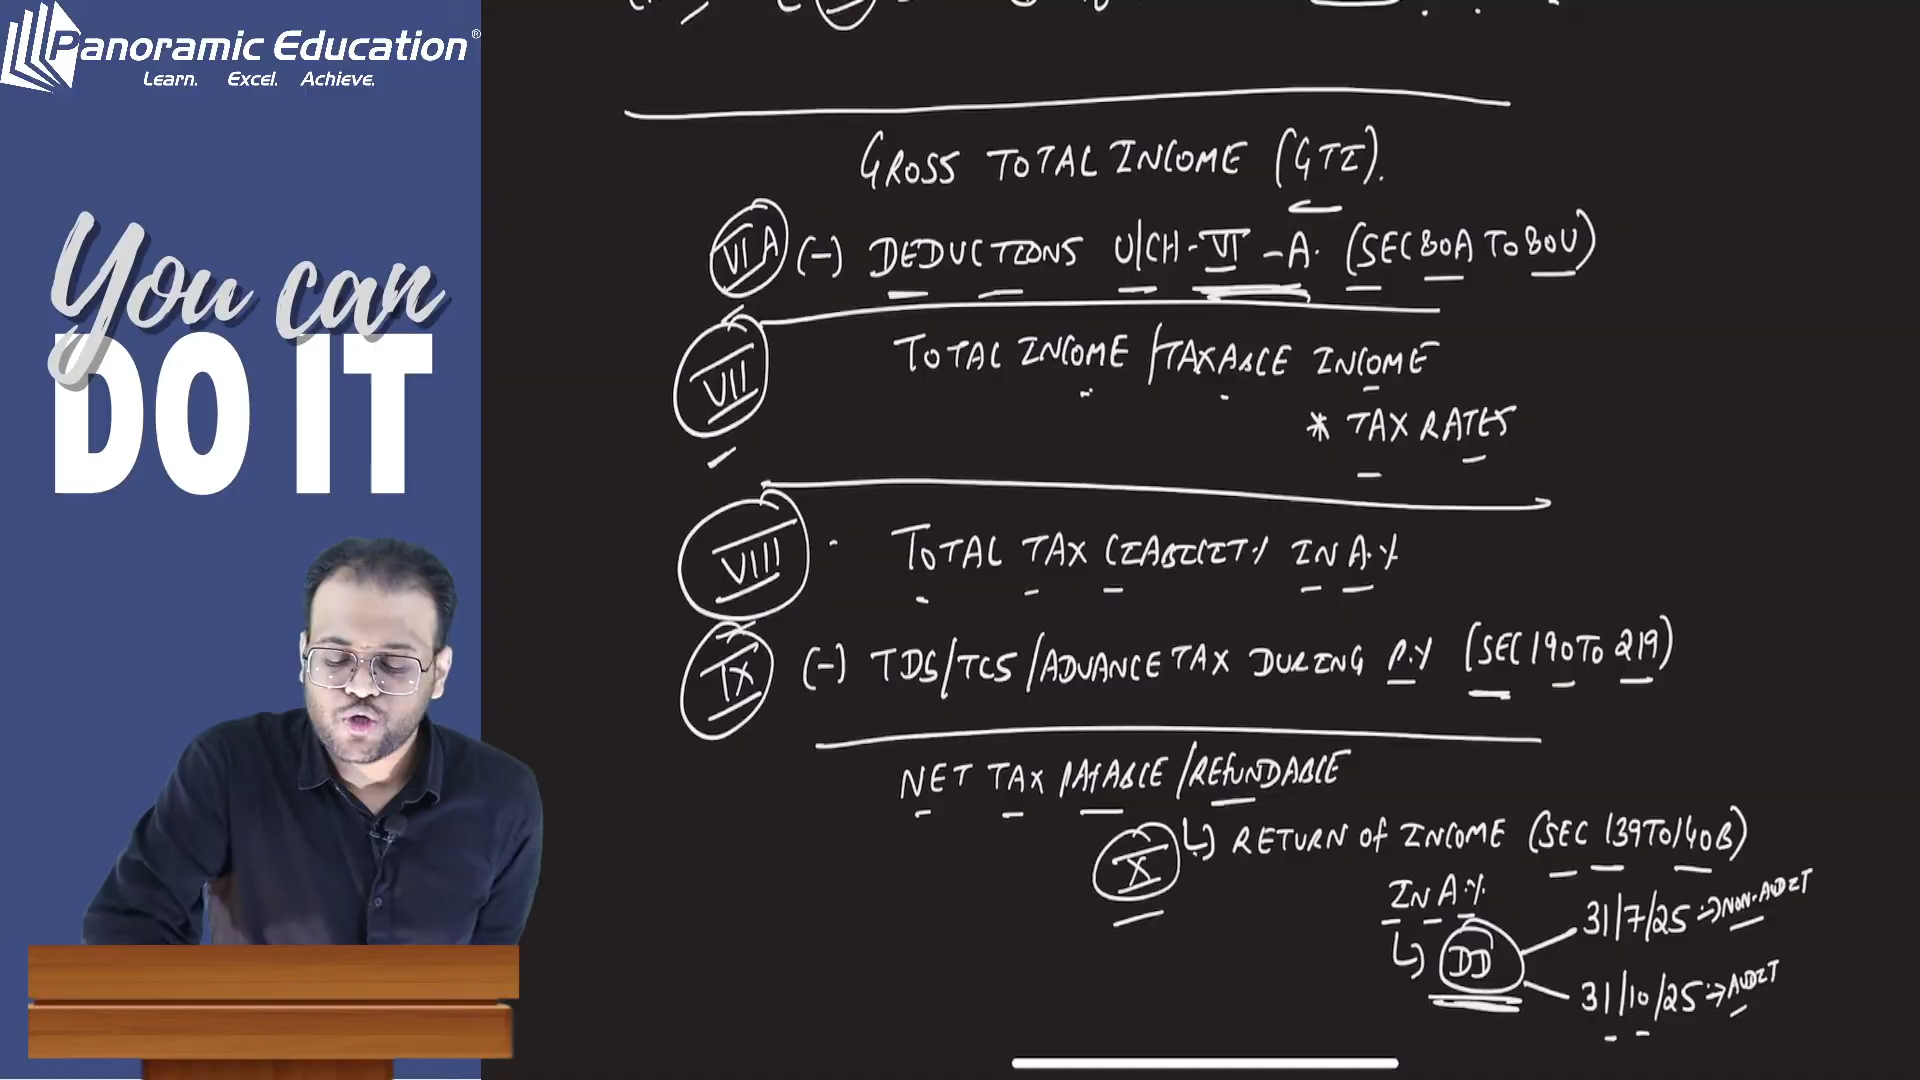 Panoramic Education®
Learn. Excel. Achieve.
You can
DO IT
GROSS TOTAL INCOME (GTI).
VI A (-) DEDUCTIONS U/CH-VI-A. (SEC 80A TO 80U)
VII TOTAL INCOME / TAXABLE INCOME
* TAX RATES
VIII TOTAL TAX LIABILITY IN A.Y
IX (-) TDS/TCS/ADVANCE TAX DURING P.Y (SEC 190 TO 219)
NET TAX PAYABLE/REFUNDABLE
X RETURN OF INCOME (SEC 139 TO 140B)
IN A.Y
31/7/25 → NON-AUDIT
DD
31/10/25 → AUDIT